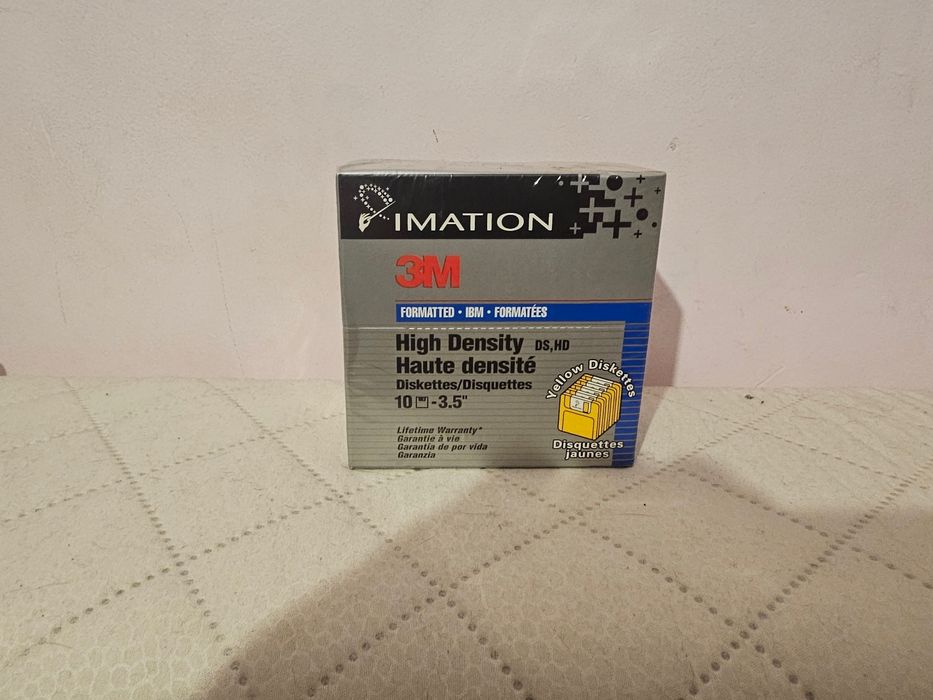 IMATION
3M
FORMATTED • IBM • FORMATÉES
High Density DS,HD
Haute densité
Diskettes/Disquettes
10 -3.5"
Lifetime Warranty*
Garantie à vie
Garantía de por vida
Garanzia
Yellow Diskettes
Disquettes
jaunes